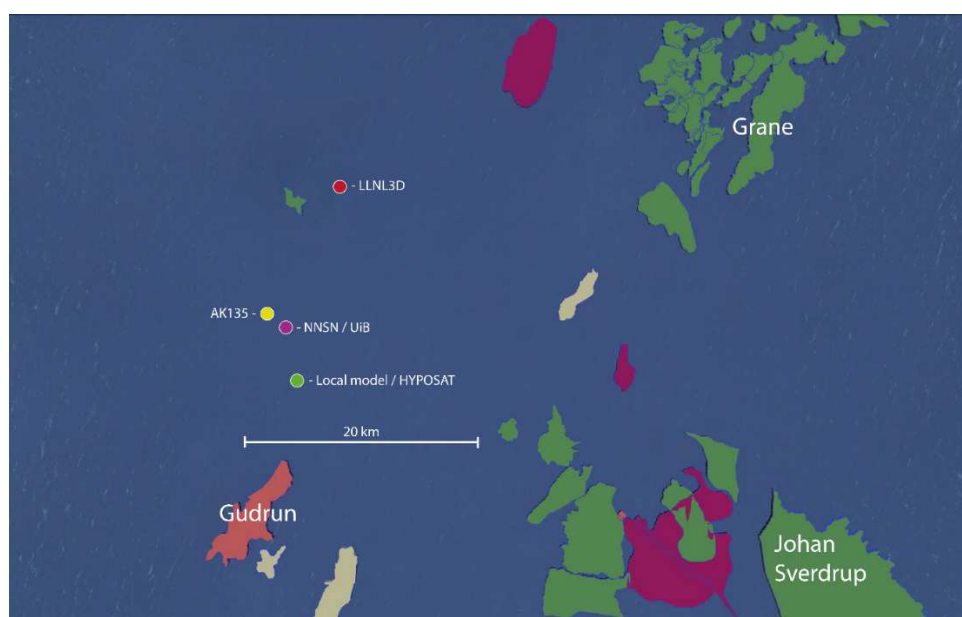 Grane
- LLNL3D
AK135 -
- NNSN / UiB
- Local model / HYPOSAT
20 km
Gudrun
Johan
Sverdrup